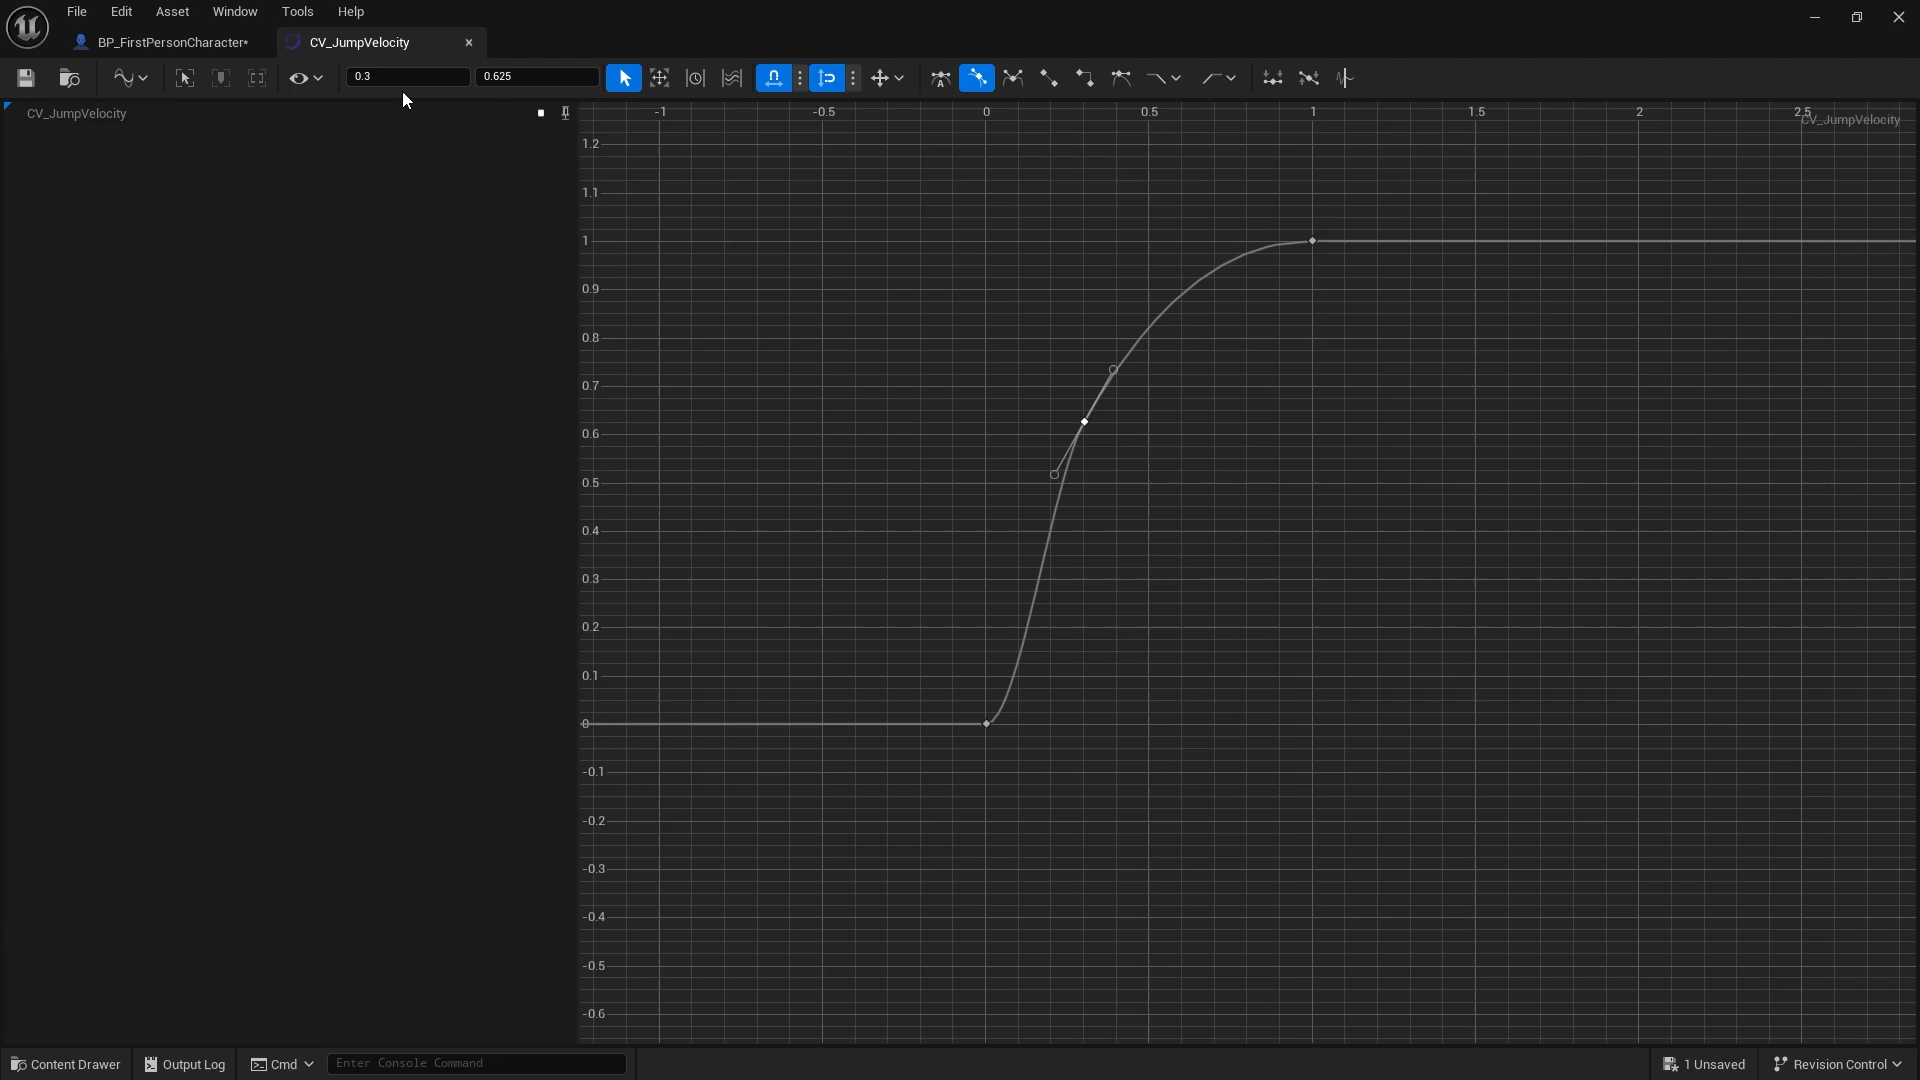 File Edit Asset Window Tools Help
BP_FirstPersonCharacter*
CV_JumpVelocity
0.3
0.625
CV_JumpVelocity
-1 -0.5 0 0.5 1 1.5 2 2.5
CV_JumpVelocity
1.2
1.1
1
0.9
0.8
0.7
0.6
0.5
0.4
0.3
0.2
0.1
0
-0.1
-0.2
-0.3
-0.4
-0.5
-0.6
Content Drawer
Output Log
Cmd
Enter Console Command
1 Unsaved
Revision Control